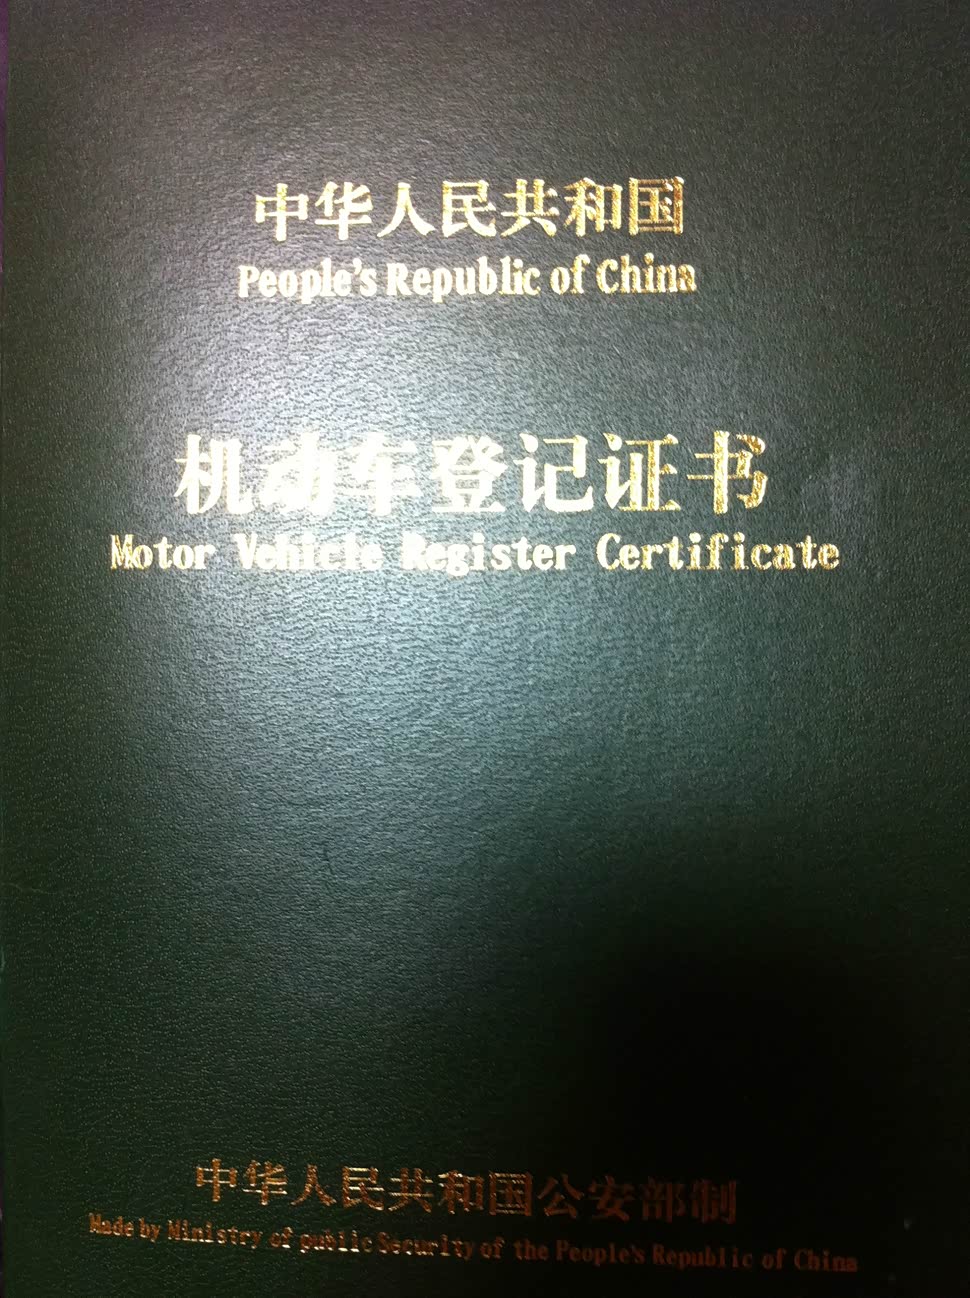 中华人民共和国
People's Republic of China
机动车登记证书
Motor Vehicle Register Certificate
中华人民共和国公安部制
Made by Ministry of public Security of the People's Republic of China